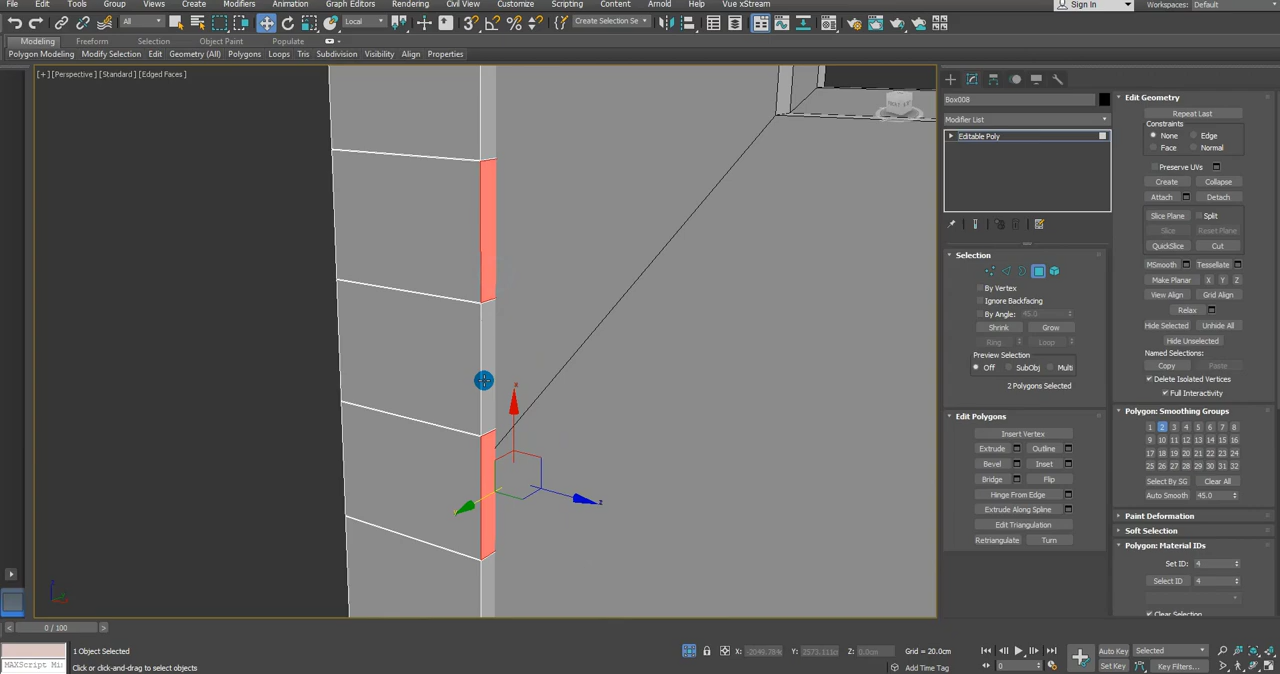 File Edit Tools Group Views Create Modifiers Animation Graph Editors Rendering Civil View Customize Scripting Content Arnold Help Vue xStream Sign In Workspaces: Default
All Local Create Selection Se
Modeling Freeform Selection Object Paint Populate
Polygon Modeling Modify Selection Edit Geometry (All) Polygons Loops Tris Subdivision Visibility Align Properties
[+] [Perspective] [Standard] [Edged Faces]
Box008
Modifier List
Editable Poly
Selection
By Vertex
Ignore Backfacing
By Angle: 45.0
Shrink Grow
Ring Loop
Preview Selection
Off SubObj Multi
2 Polygons Selected
Edit Polygons
Insert Vertex
Extrude Outline
Bevel Inset
Bridge Flip
Hinge From Edge
Extrude Along Spline
Edit Triangulation
Retriangulate Turn
Edit Geometry
Repeat Last
Constraints
None Edge
Face Normal
Preserve UVs
Create Collapse
Attach Detach
Slice Plane Split
Slice Reset Plane
QuickSlice Cut
MSmooth Tessellate
Make Planar X Y Z
View Align Grid Align
Relax
Hide Selected Unhide All
Hide Unselected
Named Selections:
Copy Paste
Delete Isolated Vertices
Full Interactivity
Polygon: Smoothing Groups
1 2 3 4 5 6 7 8
9 10 11 12 13 14 15 16
17 18 19 20 21 22 23 24
25 26 27 28 29 30 31 32
Select By SG Clear All
Auto Smooth 45.0
Paint Deformation
Soft Selection
Polygon: Material IDs
Set ID: 4
Select ID 4
Clear Selection
x
z
0 / 100
1 Object Selected
MAXScript Mi
Click or click-and-drag to select objects
X: -2049.784 Y: 2573.111c Z: 0.0cm Grid = 20.0cm
Add Time Tag
0
Auto Key Selected
Set Key Key Filters...